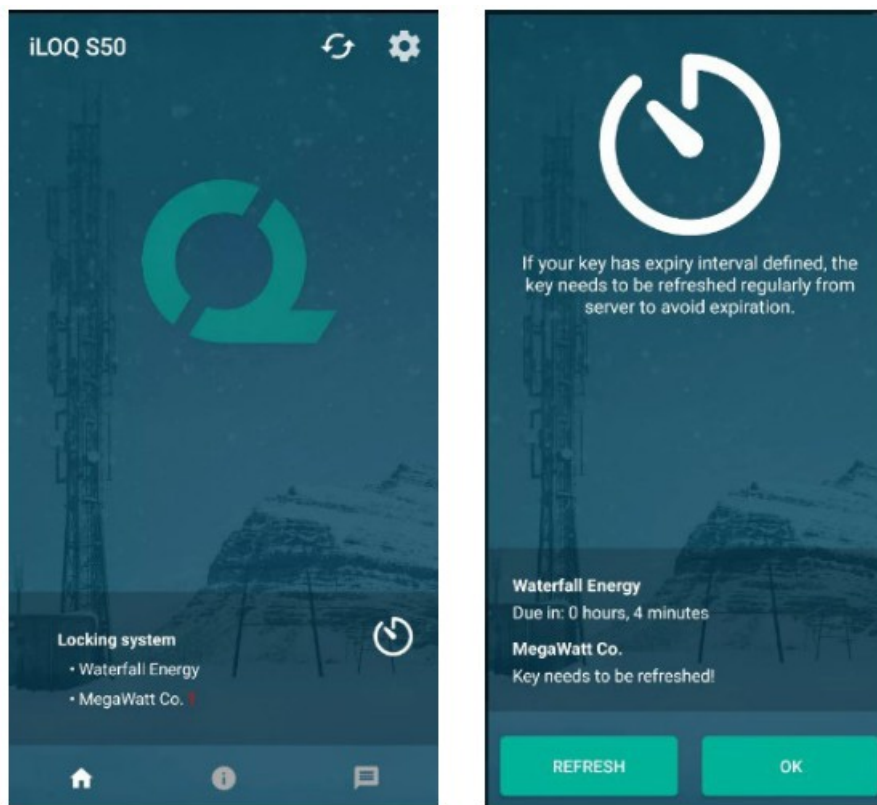 iLOQ S50
Locking system
• Waterfall Energy
• MegaWatt Co. !
If your key has expiry interval defined, the
key needs to be refreshed regularly from
server to avoid expiration.
Waterfall Energy
Due in: 0 hours, 4 minutes
MegaWatt Co.
Key needs to be refreshed!
REFRESH
OK